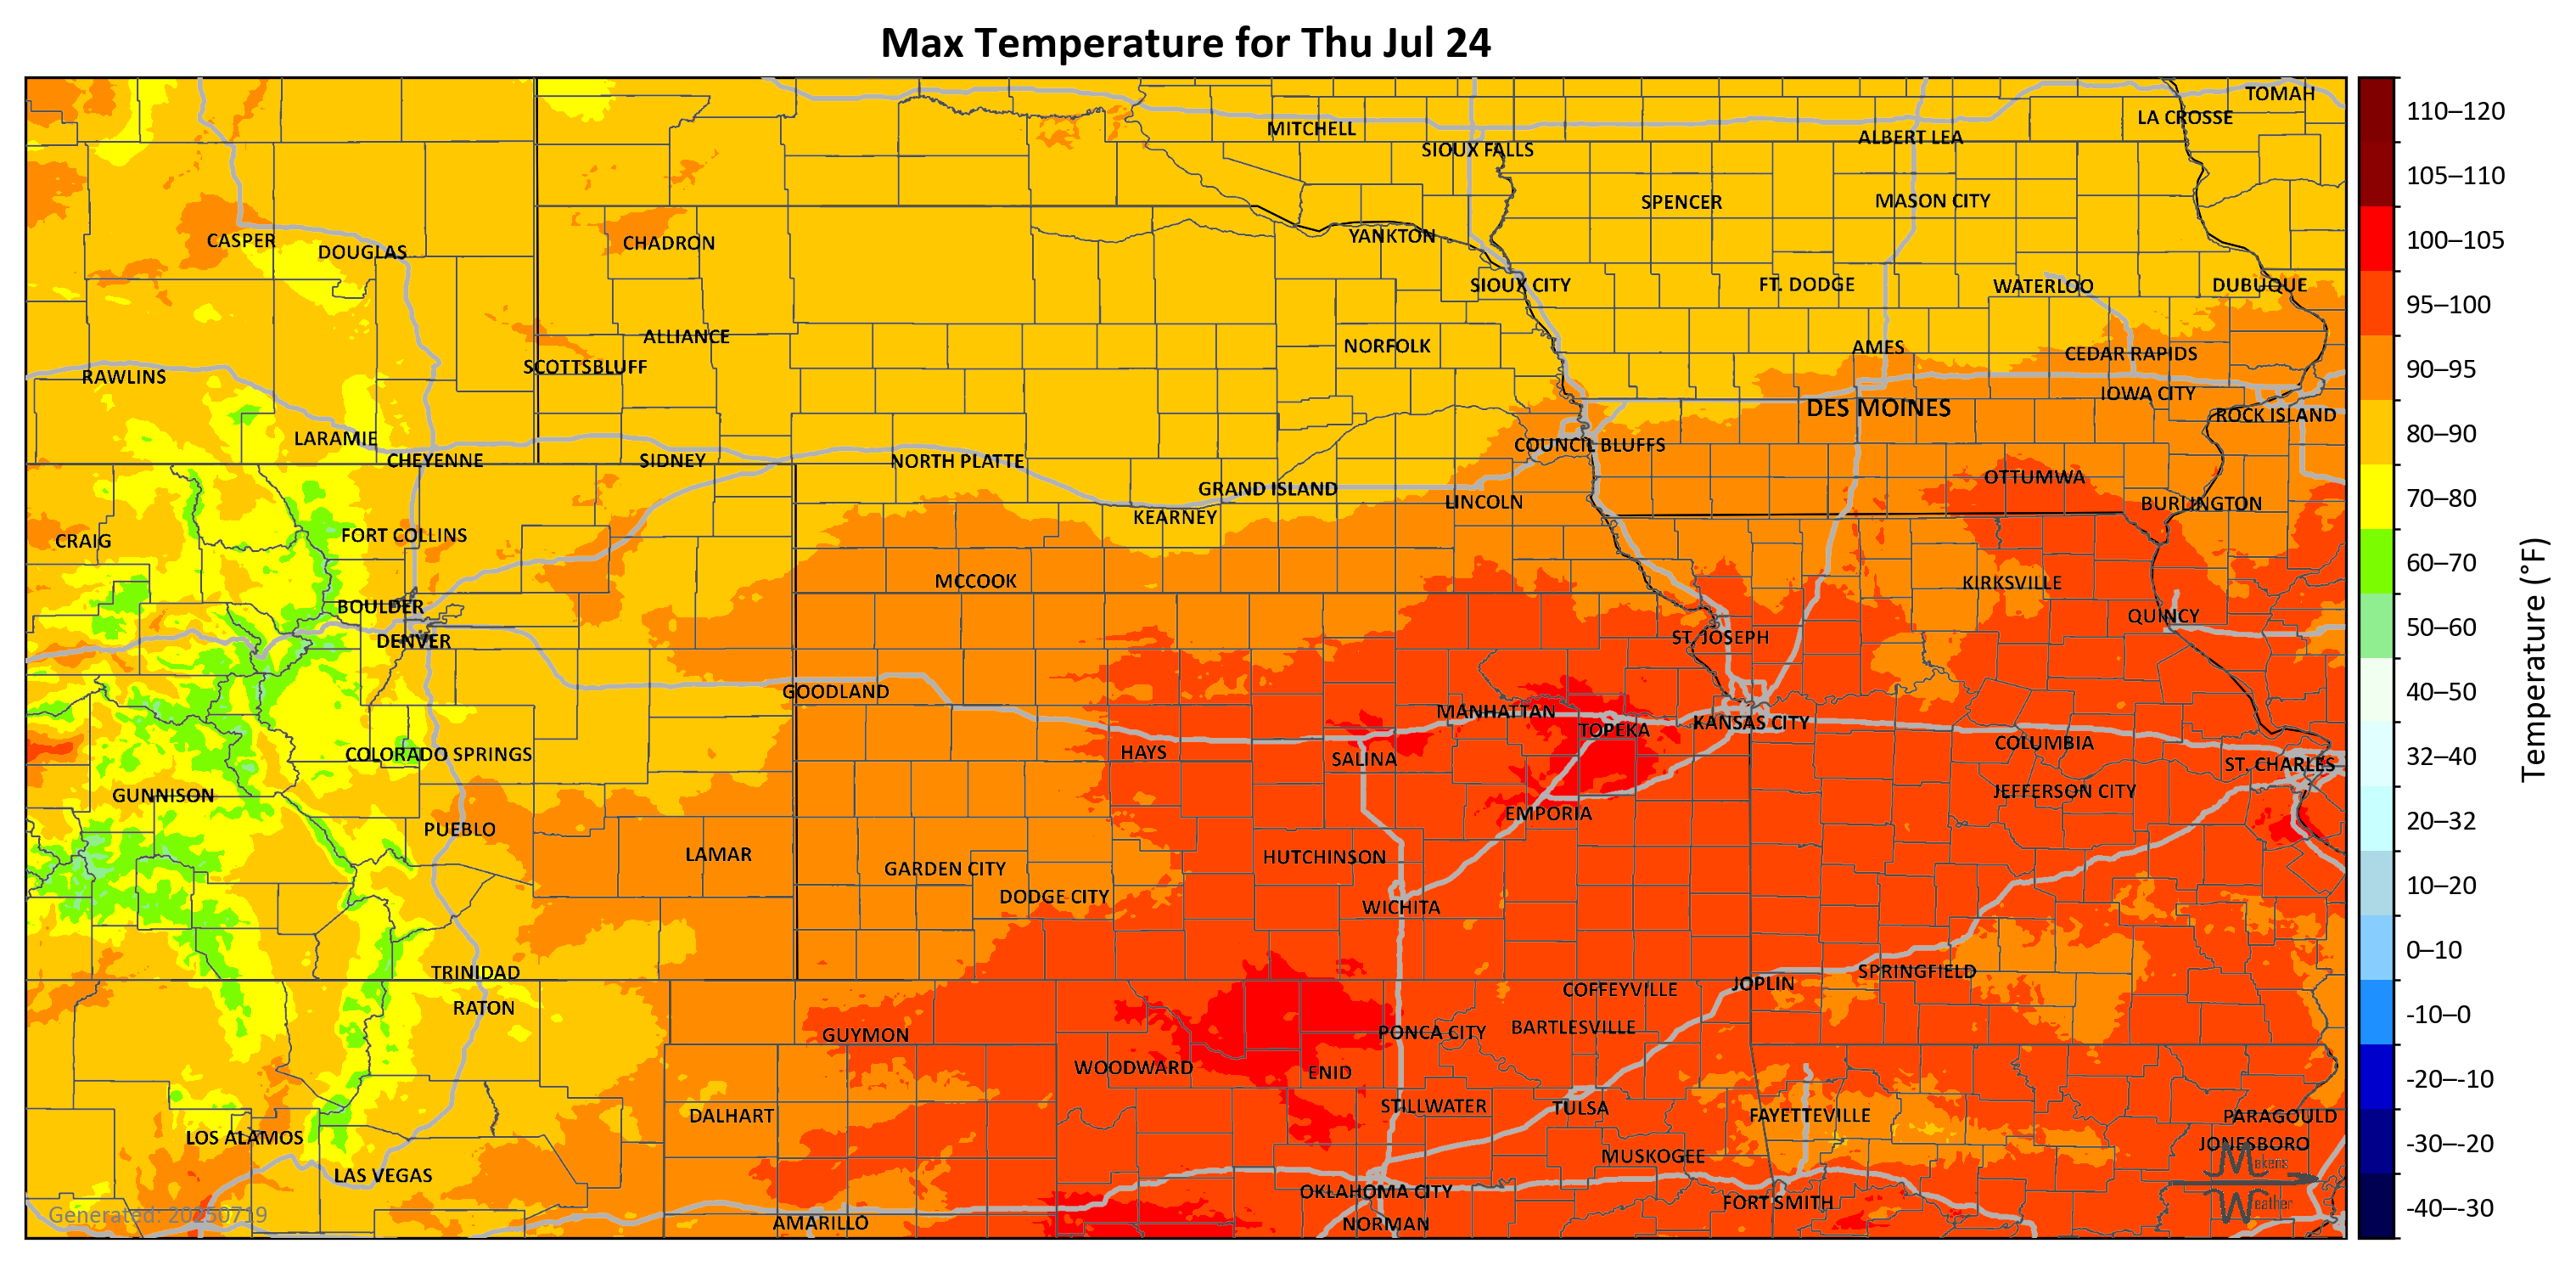 Max Temperature for Thu Jul 24
TOMAH
LA CROSSE
MITCHELL
ALBERT LEA
SIOUX FALLS
SPENCER
MASON CITY
CASPER
DOUGLAS
CHADRON
YANKTON
SIOUX CITY
FT. DODGE
WATERLOO
DUBUQUE
ALLIANCE
NORFOLK
AMES
CEDAR RAPIDS
SCOTTSBLUFF
RAWLINS
IOWA CITY
DES MOINES
ROCK ISLAND
LARAMIE
COUNCIL BLUFFS
CHEYENNE
SIDNEY
NORTH PLATTE
OTTUMWA
GRAND ISLAND
LINCOLN
BURLINGTON
KEARNEY
FORT COLLINS
CRAIG
MCCOOK
KIRKSVILLE
BOULDER
QUINCY
DENVER
ST. JOSEPH
GOODLAND
MANHATTAN
TOPEKA
KANSAS CITY
COLUMBIA
HAYS
COLORADO SPRINGS
SALINA
ST. CHARLES
GUNNISON
JEFFERSON CITY
EMPORIA
PUEBLO
LAMAR
HUTCHINSON
GARDEN CITY
DODGE CITY
WICHITA
TRINIDAD
SPRINGFIELD
JOPLIN
COFFEYVILLE
RATON
BARTLESVILLE
PONCA CITY
GUYMON
WOODWARD
ENID
STILLWATER
TULSA
DALHART
FAYETTEVILLE
PARAGOULD
LOS ALAMOS
JONESBORO
MUSKOGEE
LAS VEGAS
OKLAHOMA CITY
FORT SMITH
AMARILLO
NORMAN
Generated: 20250719
Makens
Weather
110–120
105–110
100–105
95–100
90–95
80–90
70–80
60–70
50–60
40–50
32–40
20–32
10–20
0–10
-10–0
-20–-10
-30–-20
-40–-30
Temperature (°F)